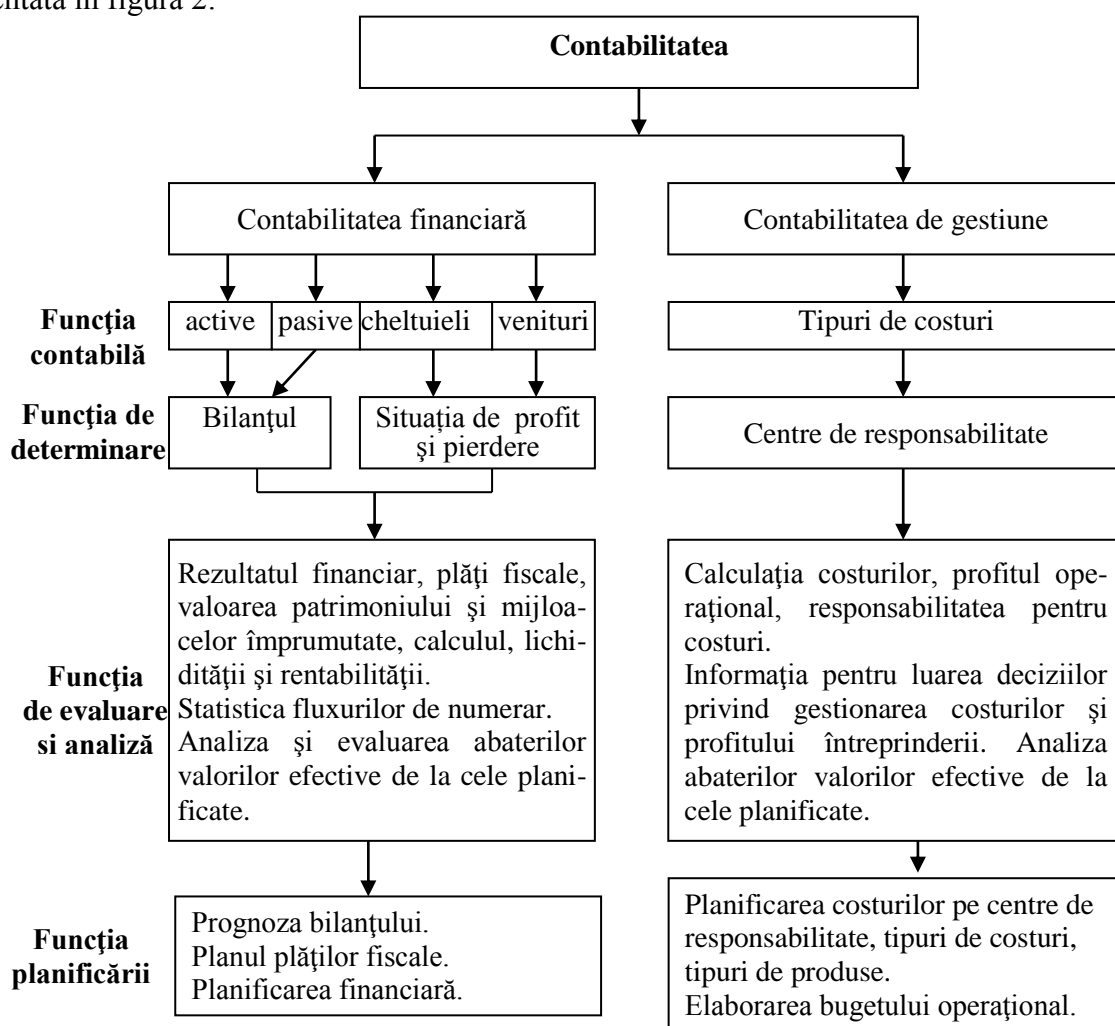 în figura 2.
Contabilitatea
Contabilitatea financiară
Contabilitatea de gestiune
Funcţia
contabilă
active
pasive
cheltuieli
venituri
Tipuri de costuri
Funcţia de
determinare
Bilanţul
Situația de profit
şi pierdere
Centre de responsabilitate
Funcţia
de evaluare
si analiză
Rezultatul financiar, plăţi fiscale,
valoarea patrimoniului şi mijloa-
celor împrumutate, calculul, lichi-
dităţii şi rentabilităţii.
Statistica fluxurilor de numerar.
Analiza şi evaluarea abaterilor
valorilor efective de la cele plani-
ficate.
Calculaţia costurilor, profitul ope-
raţional, responsabilitatea pentru
costuri.
Informaţia pentru luarea deciziilor
privind gestionarea costurilor şi
profitului întreprinderii. Analiza
abaterilor valorilor efective de la
cele planificate.
Funcţia
planificării
Prognoza bilanţului.
Planul plăţilor fiscale.
Planificarea financiară.
Planificarea costurilor pe centre de
responsabilitate, tipuri de costuri,
tipuri de produse.
Elaborarea bugetului operaţional.